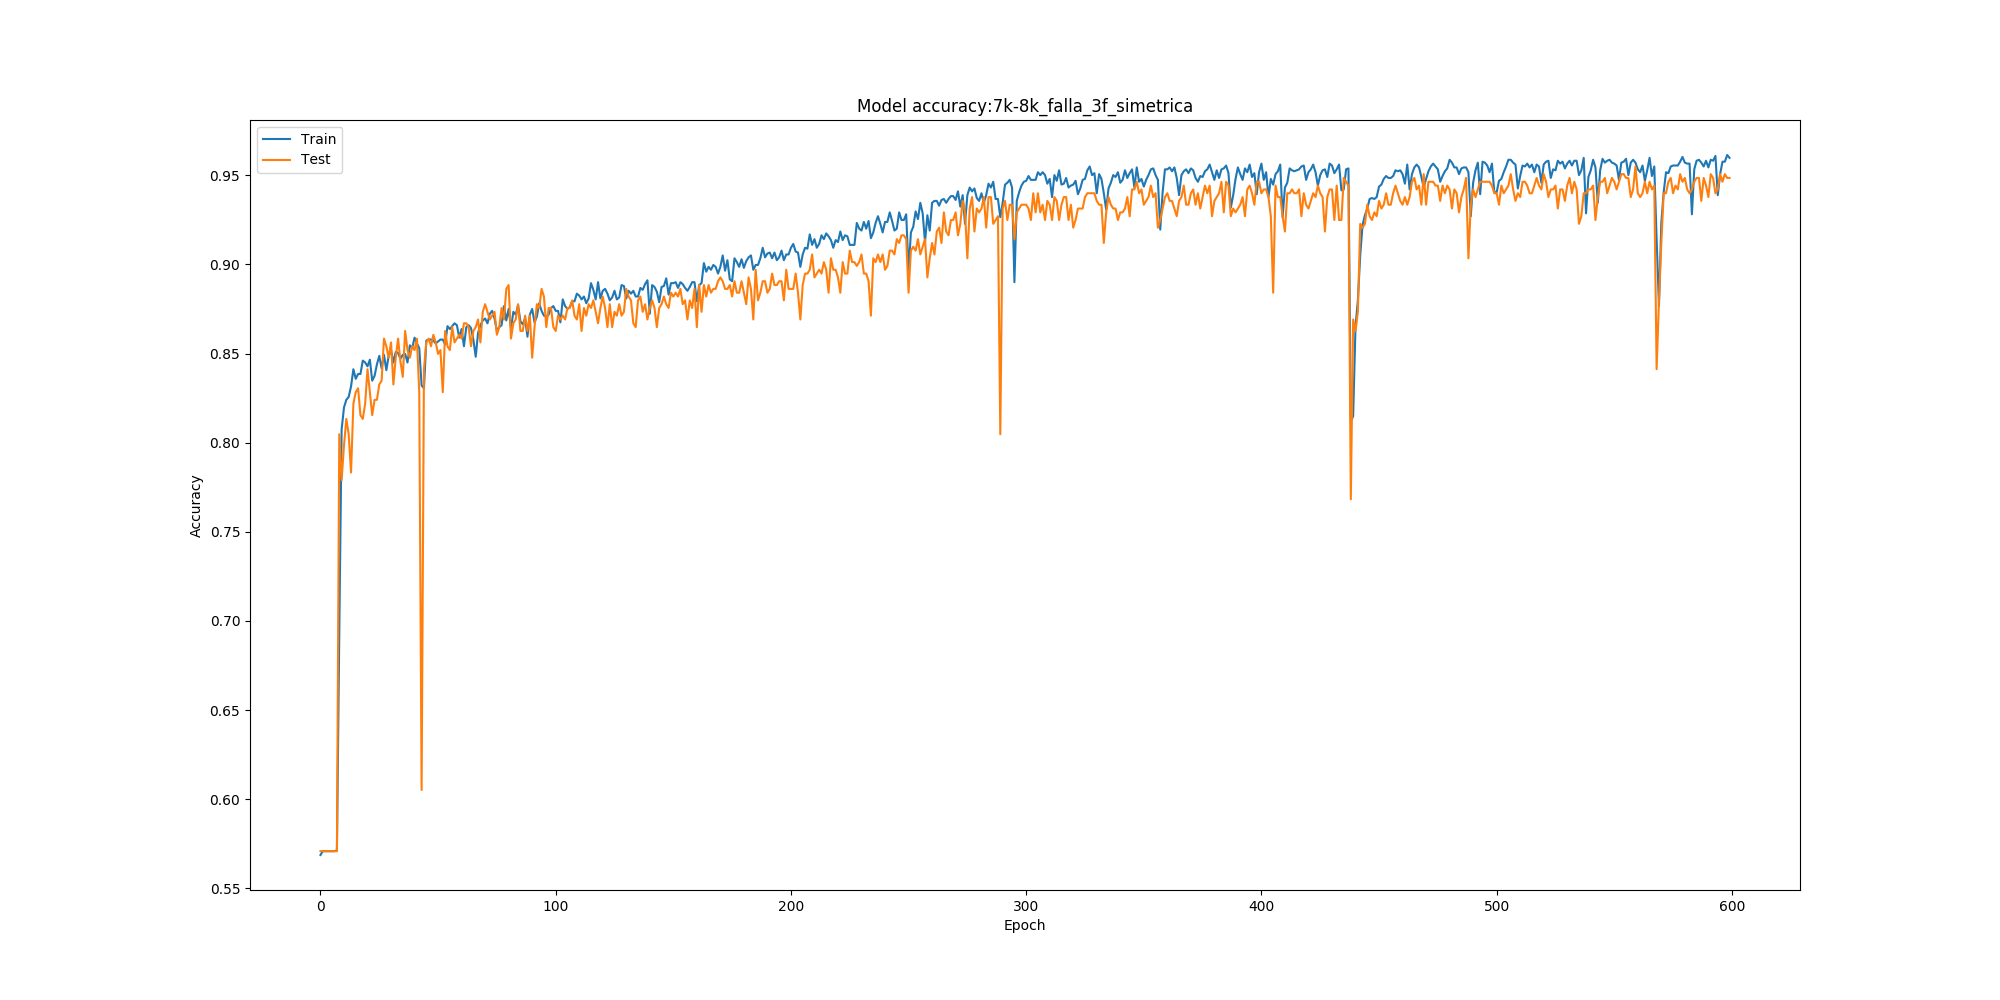 Model accuracy:7k-8k_falla_3f_simetrica
Train
Test
0.95
0.90
0.85
0.80
0.75
0.70
0.65
0.60
0.55
Accuracy
0 100 200 300 400 500 600
Epoch